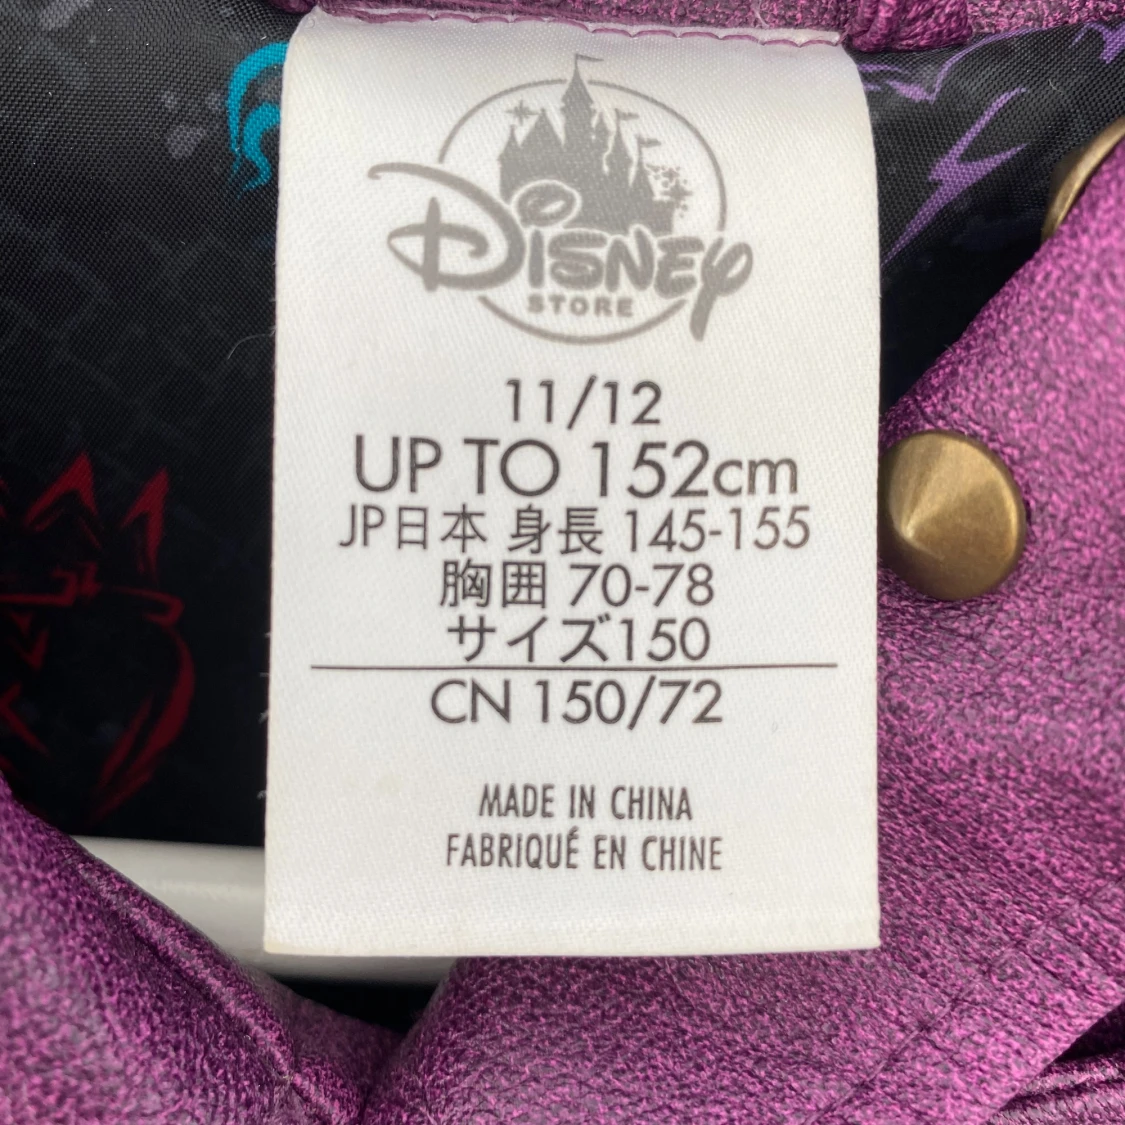 Disney
STORE
11/12
UP TO 152cm
JP日本 身長 145-155
胸囲 70-78
サイズ150
CN 150/72
MADE IN CHINA
FABRIQUÉ EN CHINE